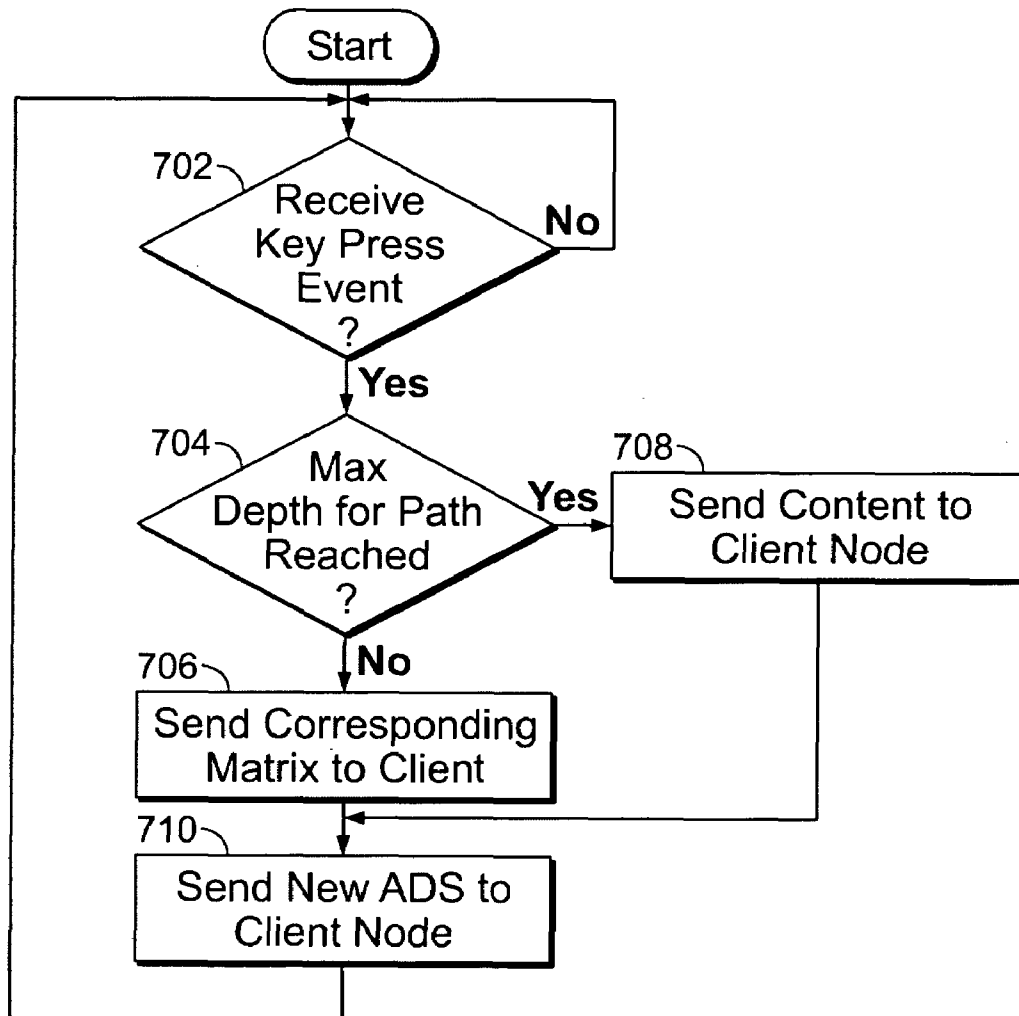 Start
702
Receive
Key Press
Event
?
No
Yes
704
Max
Depth for Path
Reached
?
Yes
708
Send Content to
Client Node
No
706
Send Corresponding
Matrix to Client
710
Send New ADS to
Client Node